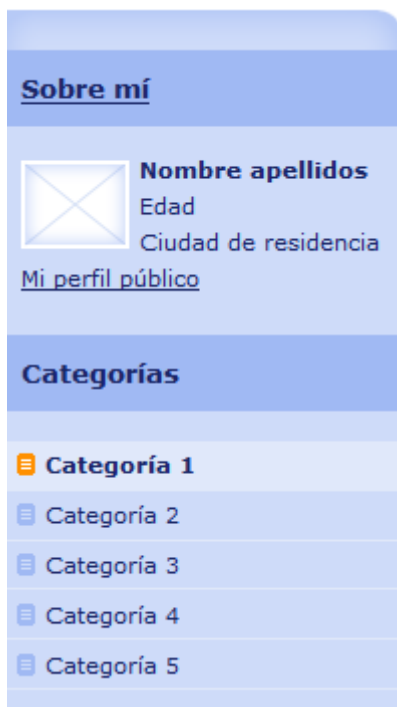 Sobre mí
Nombre apellidos
Edad
Ciudad de residencia
Mi perfil público
Categorías
Categoría 1
Categoría 2
Categoría 3
Categoría 4
Categoría 5